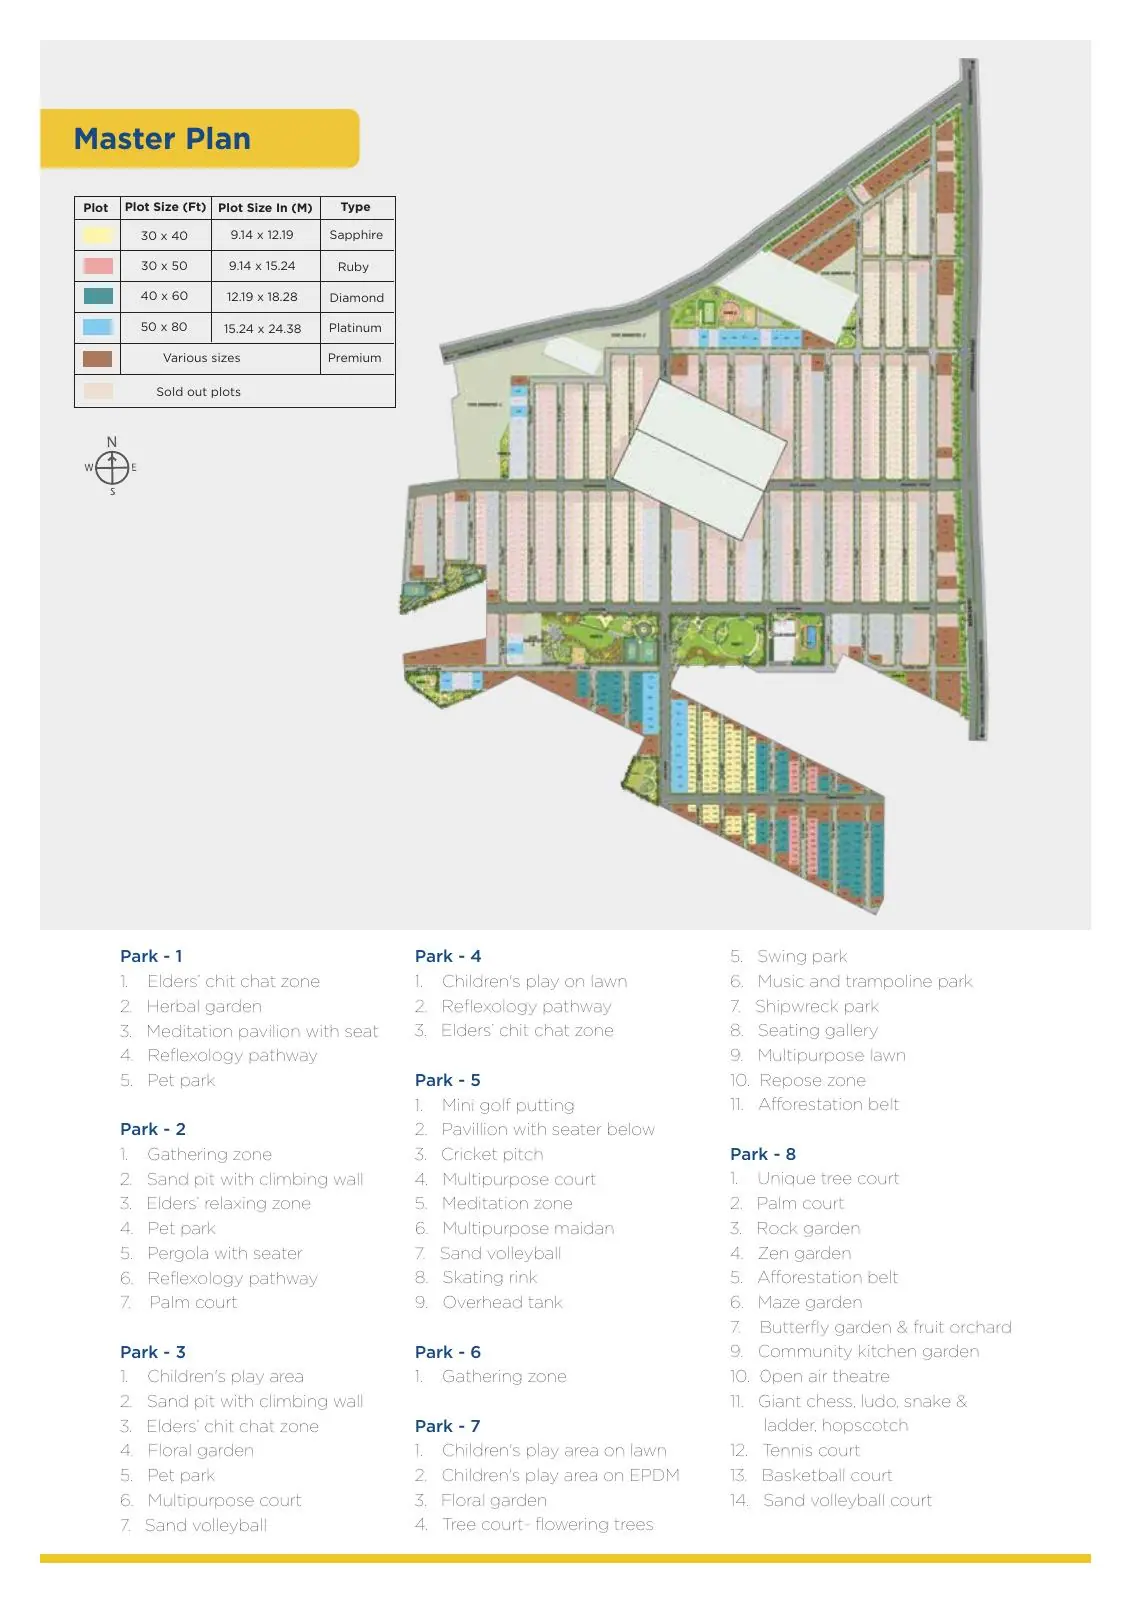 Master Plan
Plot Plot Size (Ft) Plot Size In (M) Type
30 x 40 9.14 x 12.19 Sapphire
30 x 50 9.14 x 15.24 Ruby
40 x 60 12.19 x 18.28 Diamond
50 x 80 15.24 x 24.38 Platinum
Various sizes Premium
Sold out plots
N
W E
S
Park - 1
1. Elders' chit chat zone
2. Herbal garden
3. Meditation pavilion with seat
4. Reflexology pathway
5. Pet park
Park - 2
1. Gathering zone
2. Sand pit with climbing wall
3. Elders' relaxing zone
4. Pet park
5. Pergola with seater
6. Reflexology pathway
7. Palm court
Park - 3
1. Children's play area
2. Sand pit with climbing wall
3. Elders' chit chat zone
4. Floral garden
5. Pet park
6. Multipurpose court
7. Sand volleyball
Park - 4
1. Children's play on lawn
2. Reflexology pathway
3. Elders' chit chat zone
Park - 5
1. Mini golf putting
2. Pavillion with seater below
3. Cricket pitch
4. Multipurpose court
5. Meditation zone
6. Multipurpose maidan
7. Sand volleyball
8. Skating rink
9. Overhead tank
Park - 6
1. Gathering zone
Park - 7
1. Children's play area on lawn
2. Children's play area on EPDM
3. Floral garden
4. Tree court- flowering trees
5. Swing park
6. Music and trampoline park
7. Shipwreck park
8. Seating gallery
9. Multipurpose lawn
10. Repose zone
11. Afforestation belt
Park - 8
1. Unique tree court
2. Palm court
3. Rock garden
4. Zen garden
5. Afforestation belt
6. Maze garden
7. Butterfly garden & fruit orchard
9. Community kitchen garden
10. 0pen air theatre
11. Giant chess, ludo, snake &
ladder, hopscotch
12. Tennis court
13. Basketball court
14. Sand volleyball court